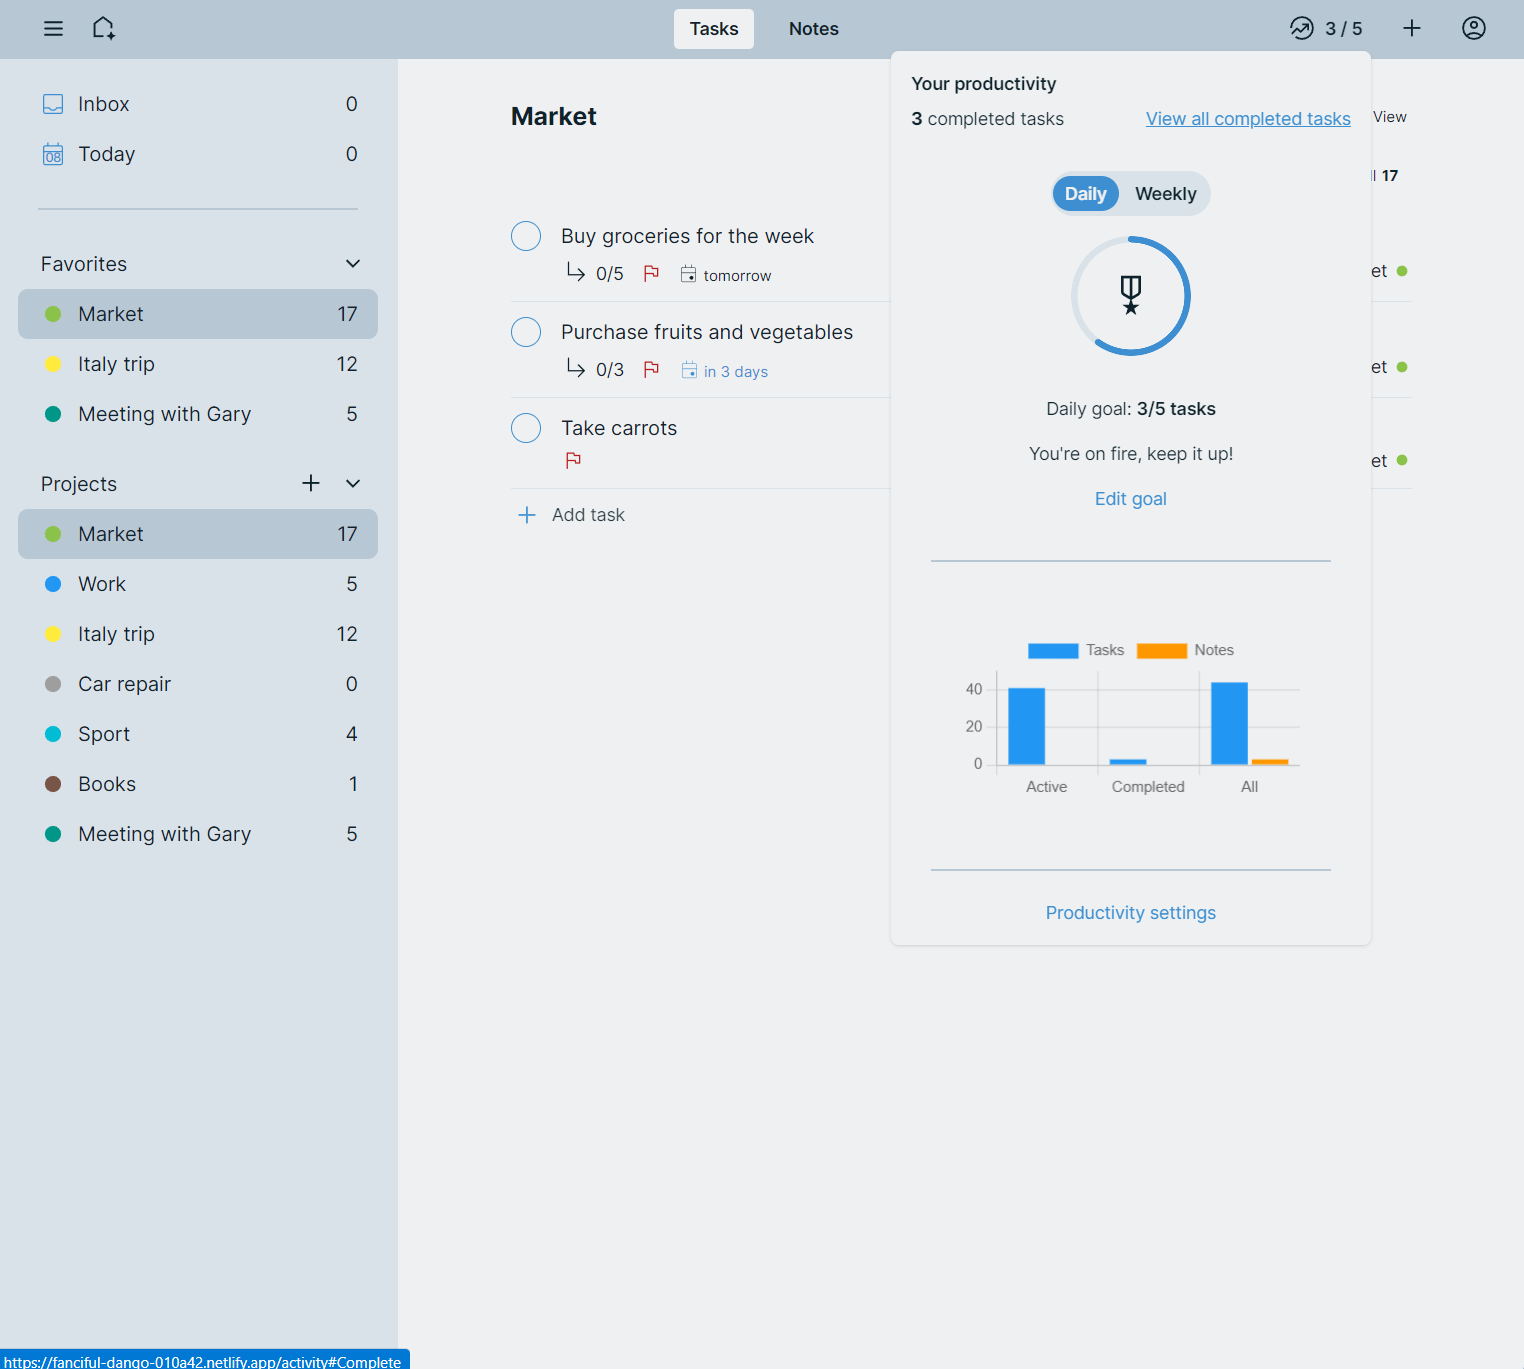 Tasks
Notes
3 / 5
Inbox 0
08
Today 0
Favorites
Market 17
Italy trip 12
Meeting with Gary 5
Projects
Market 17
Work 5
Italy trip 12
Car repair 0
Sport 4
Books 1
Meeting with Gary 5
Market
View
17
Buy groceries for the week
0/5 tomorrow
et
Purchase fruits and vegetables
0/3 in 3 days
et
Take carrots
et
Add task
Your productivity
3 completed tasks View all completed tasks
Daily Weekly
Daily goal: 3/5 tasks
You're on fire, keep it up!
Edit goal
Tasks Notes
40
20
0
Active Completed All
Productivity settings
https://fanciful-dango-010a42.netlify.app/activity#Complete